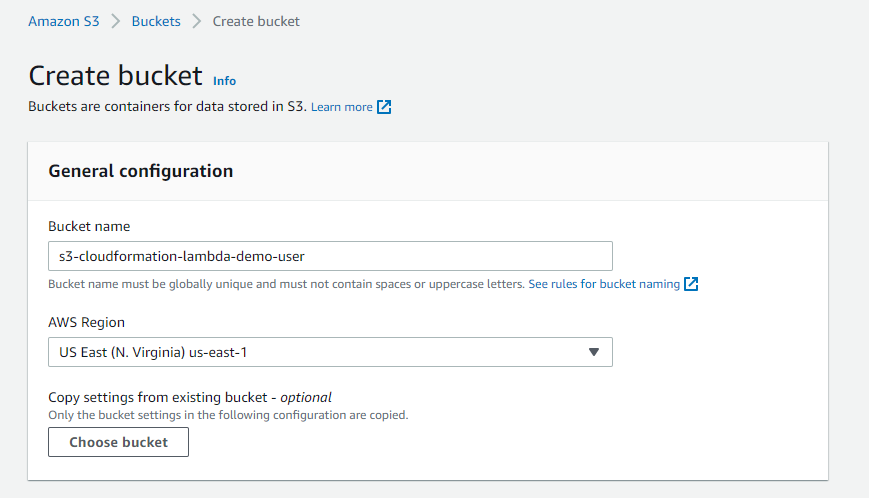 Amazon S3 > Buckets > Create bucket
Create bucket Info
Buckets are containers for data stored in S3. Learn more
General configuration
Bucket name
s3-cloudformation-lambda-demo-user
Bucket name must be globally unique and must not contain spaces or uppercase letters. See rules for bucket naming
AWS Region
US East (N. Virginia) us-east-1
Copy settings from existing bucket - optional
Only the bucket settings in the following configuration are copied.
Choose bucket